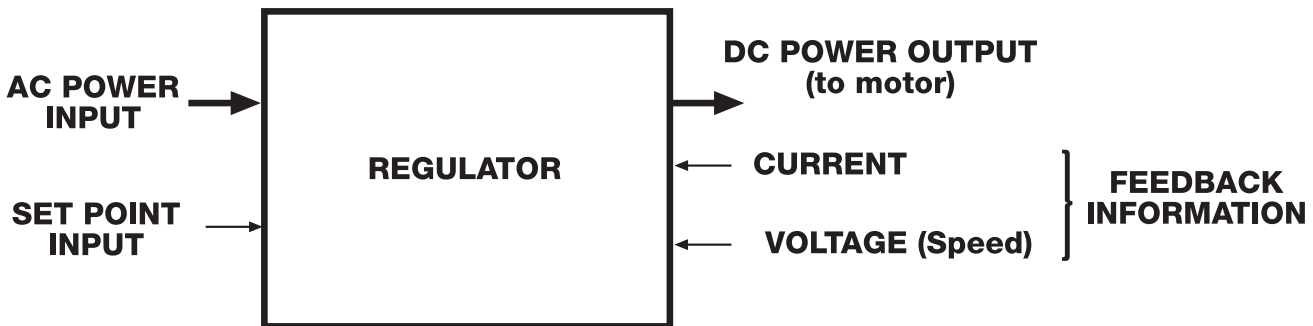 AC POWER
INPUT
SET POINT
INPUT
REGULATOR
DC POWER OUTPUT
(to motor)
CURRENT
VOLTAGE (Speed)
FEEDBACK
INFORMATION